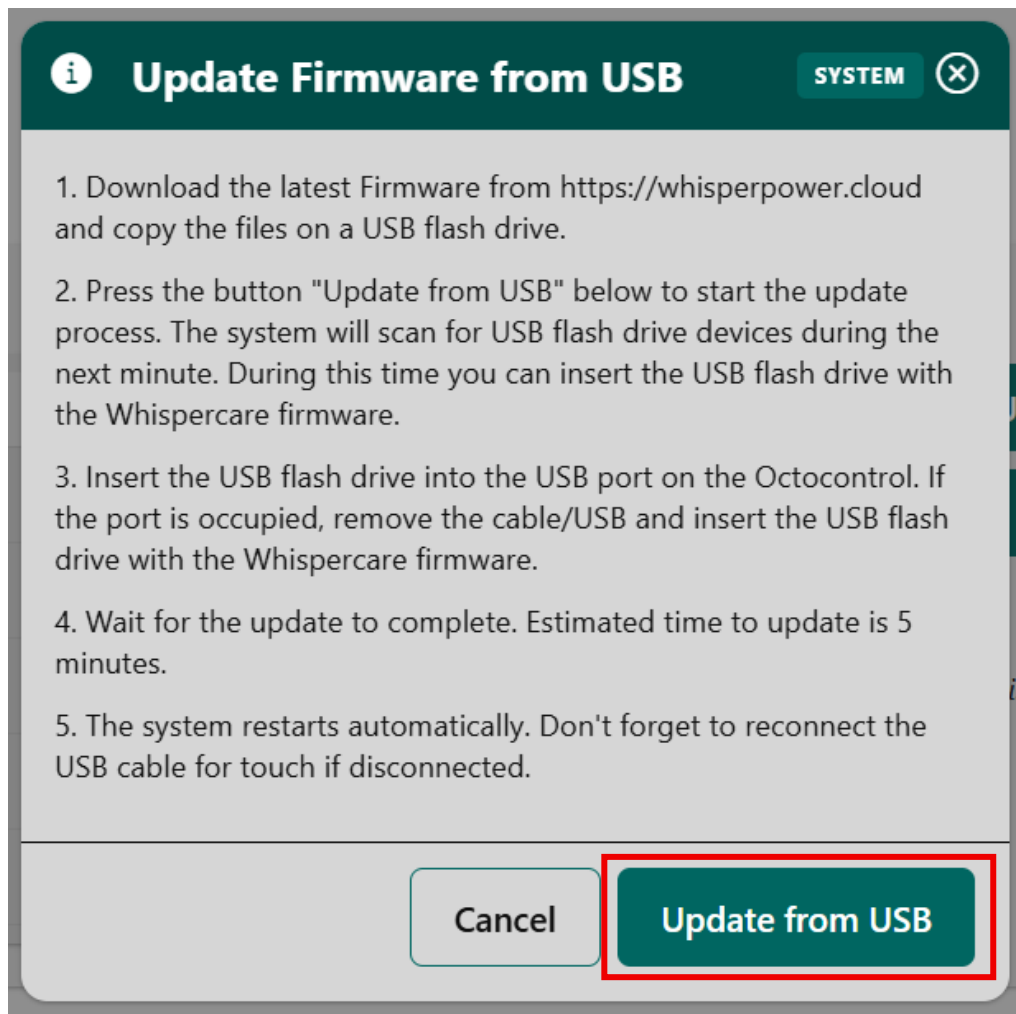 Update Firmware from USB
SYSTEM
1. Download the latest Firmware from https://whisperpower.cloud
and copy the files on a USB flash drive.
2. Press the button "Update from USB" below to start the update
process. The system will scan for USB flash drive devices during the
next minute. During this time you can insert the USB flash drive with
the Whispercare firmware.
3. Insert the USB flash drive into the USB port on the Octocontrol. If
the port is occupied, remove the cable/USB and insert the USB flash
drive with the Whispercare firmware.
4. Wait for the update to complete. Estimated time to update is 5
minutes.
5. The system restarts automatically. Don't forget to reconnect the
USB cable for touch if disconnected.
Cancel
Update from USB